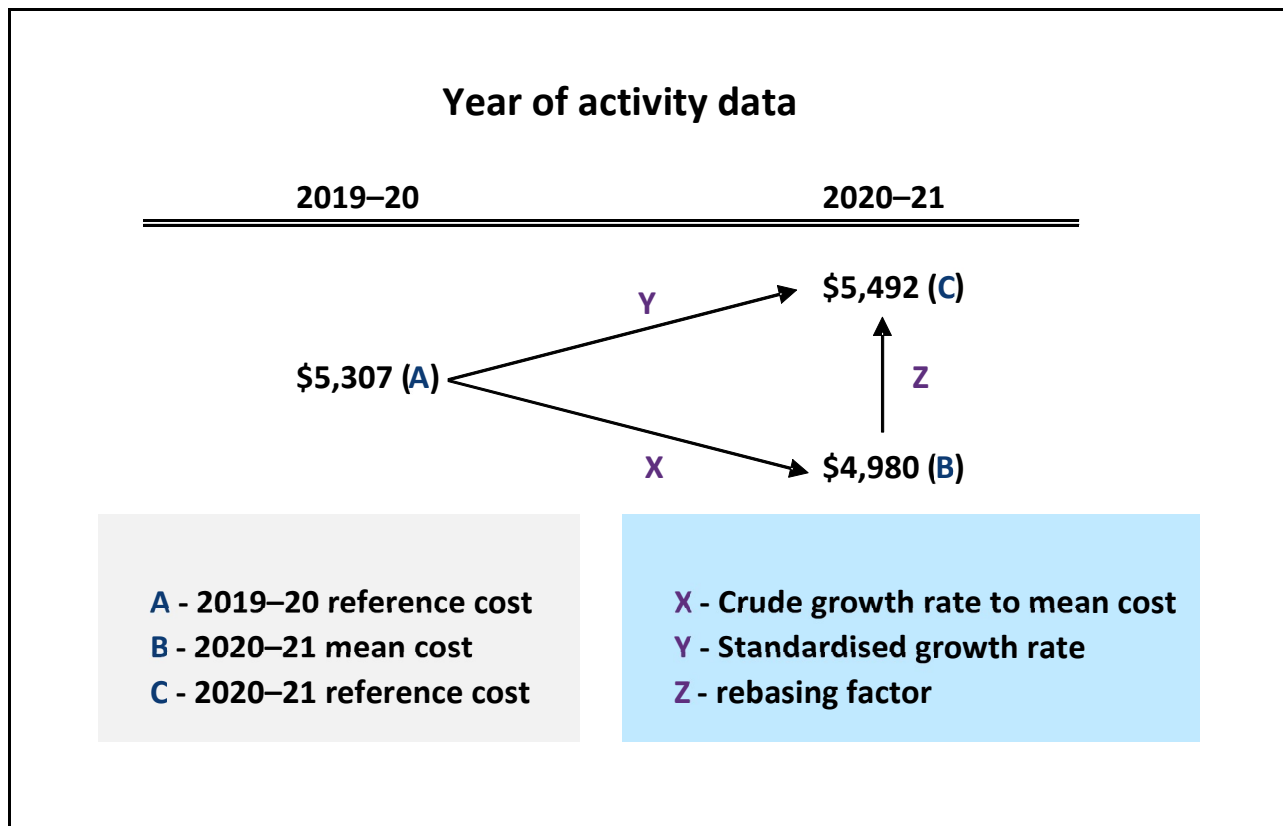 Year of activity data
2019–20 2020–21
$5,492 (C)
Y
$5,307 (A)
Z
X
$4,980 (B)
A - 2019–20 reference cost
B - 2020–21 mean cost
C - 2020–21 reference cost
X - Crude growth rate to mean cost
Y - Standardised growth rate
Z - rebasing factor